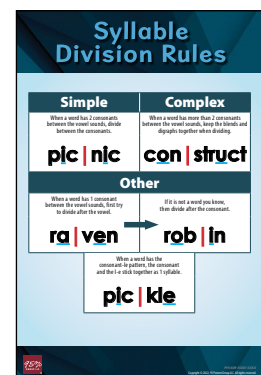 Syllable
Division Rules
Simple
When a word has 2 consonants
between the vowel sounds, divide
between the consonants.
pic|nic
Complex
When a word has more than 2 consonants
between the vowel sounds, keep the blends and
digraphs together when dividing.
con|struct
Other
When a word has 1 consonant
between the vowel sounds, first try
to divide after the vowel.
ra|ven
If it is not a word you know,
then divide after the consonant.
rob|in
When a word has the
consonant-le pattern, the consonant
and the l-e stick together as 1 syllable.
pic|kle